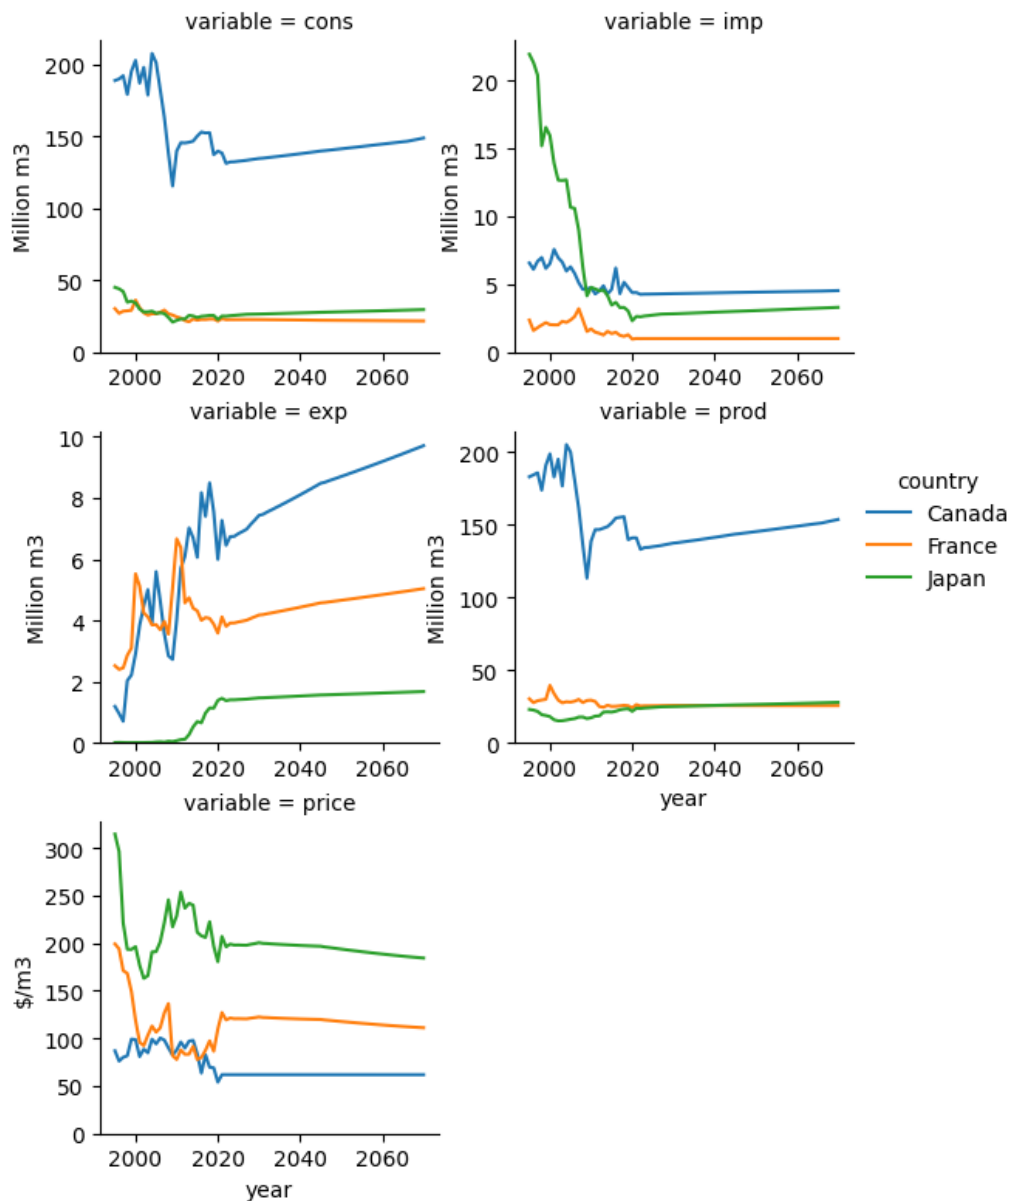 variable = cons
200
150
100
50
0
Million m3
2000 2020 2040 2060
variable = imp
20
15
10
5
0
Million m3
2000 2020 2040 2060
variable = exp
10
8
6
4
2
0
Million m3
2000 2020 2040 2060
variable = prod
200
150
100
50
0
Million m3
2000 2020 2040 2060
year
country
Canada
France
Japan
variable = price
300
250
200
150
100
50
0
$/m3
2000 2020 2040 2060
year